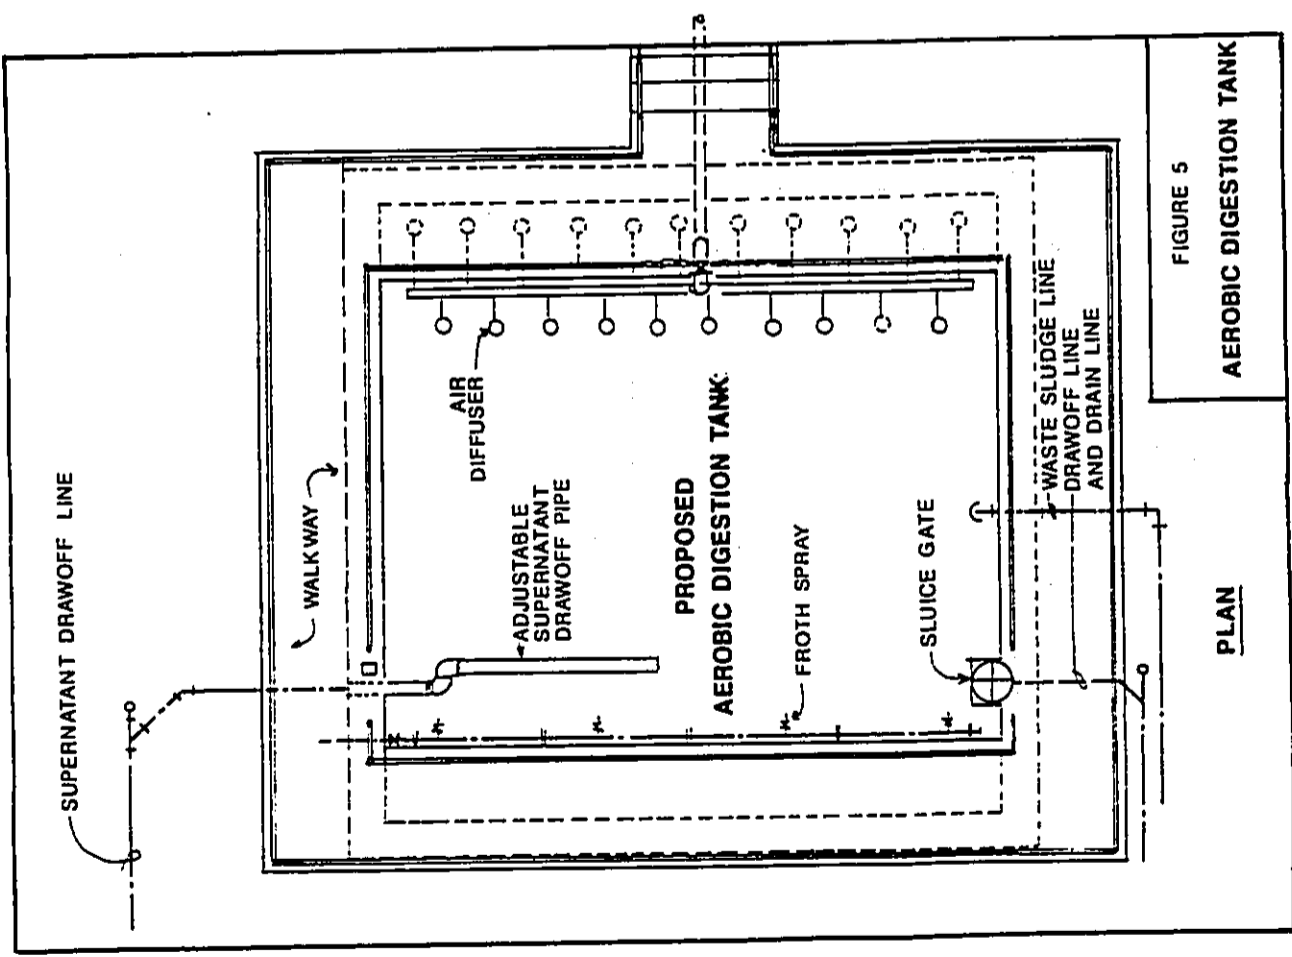 SUPERNATANT DRAWOFF LINE
WALKWAY
AIR
DIFFUSER
ADJUSTABLE
SUPERNATANT
DRAWOFF PIPE
PROPOSED
AEROBIC DIGESTION TANK
FROTH SPRAY
SLUICE GATE
WASTE SLUDGE LINE
DRAWOFF LINE
AND DRAIN LINE
PLAN
FIGURE 5
AEROBIC DIGESTION TANK